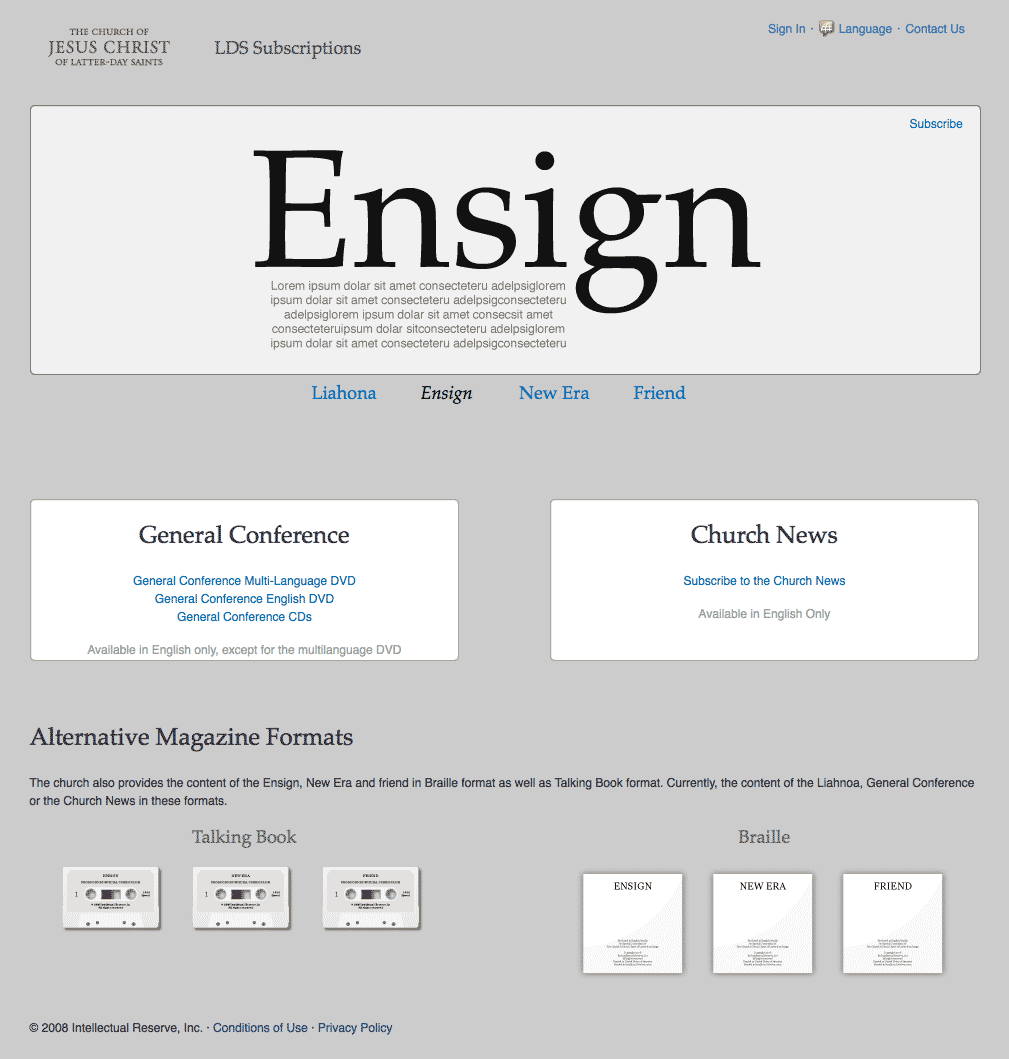 THE CHURCH OF
JESUS CHRIST
OF LATTER-DAY SAINTS
LDS Subscriptions
Sign In · Language · Contact Us
Subscribe
Ensign
Lorem ipsum dolar sit amet consecteteru adelpsiglorem
ipsum dolar sit amet consecteteru adelpsigconsecteteru
adelpsiglorem ipsum dolar sit amet consecsit amet
consecteteruipsum dolar sitconsecteteru adelpsiglorem
ipsum dolar sit amet consecteteru adelpsigconsecteteru
Liahona Ensign New Era Friend
General Conference
General Conference Multi-Language DVD
General Conference English DVD
General Conference CDs
Available in English only, except for the multilanguage DVD
Church News
Subscribe to the Church News
Available in English Only
Alternative Magazine Formats
The church also provides the content of the Ensign, New Era and friend in Braille format as well as Talking Book format. Currently, the content of the Liahnoa, General Conference
or the Church News in these formats.
Talking Book
ENSIGN
1
NEW ERA
1
FRIEND
1
Braille
ENSIGN
NEW ERA
FRIEND
© 2008 Intellectual Reserve, Inc. · Conditions of Use · Privacy Policy